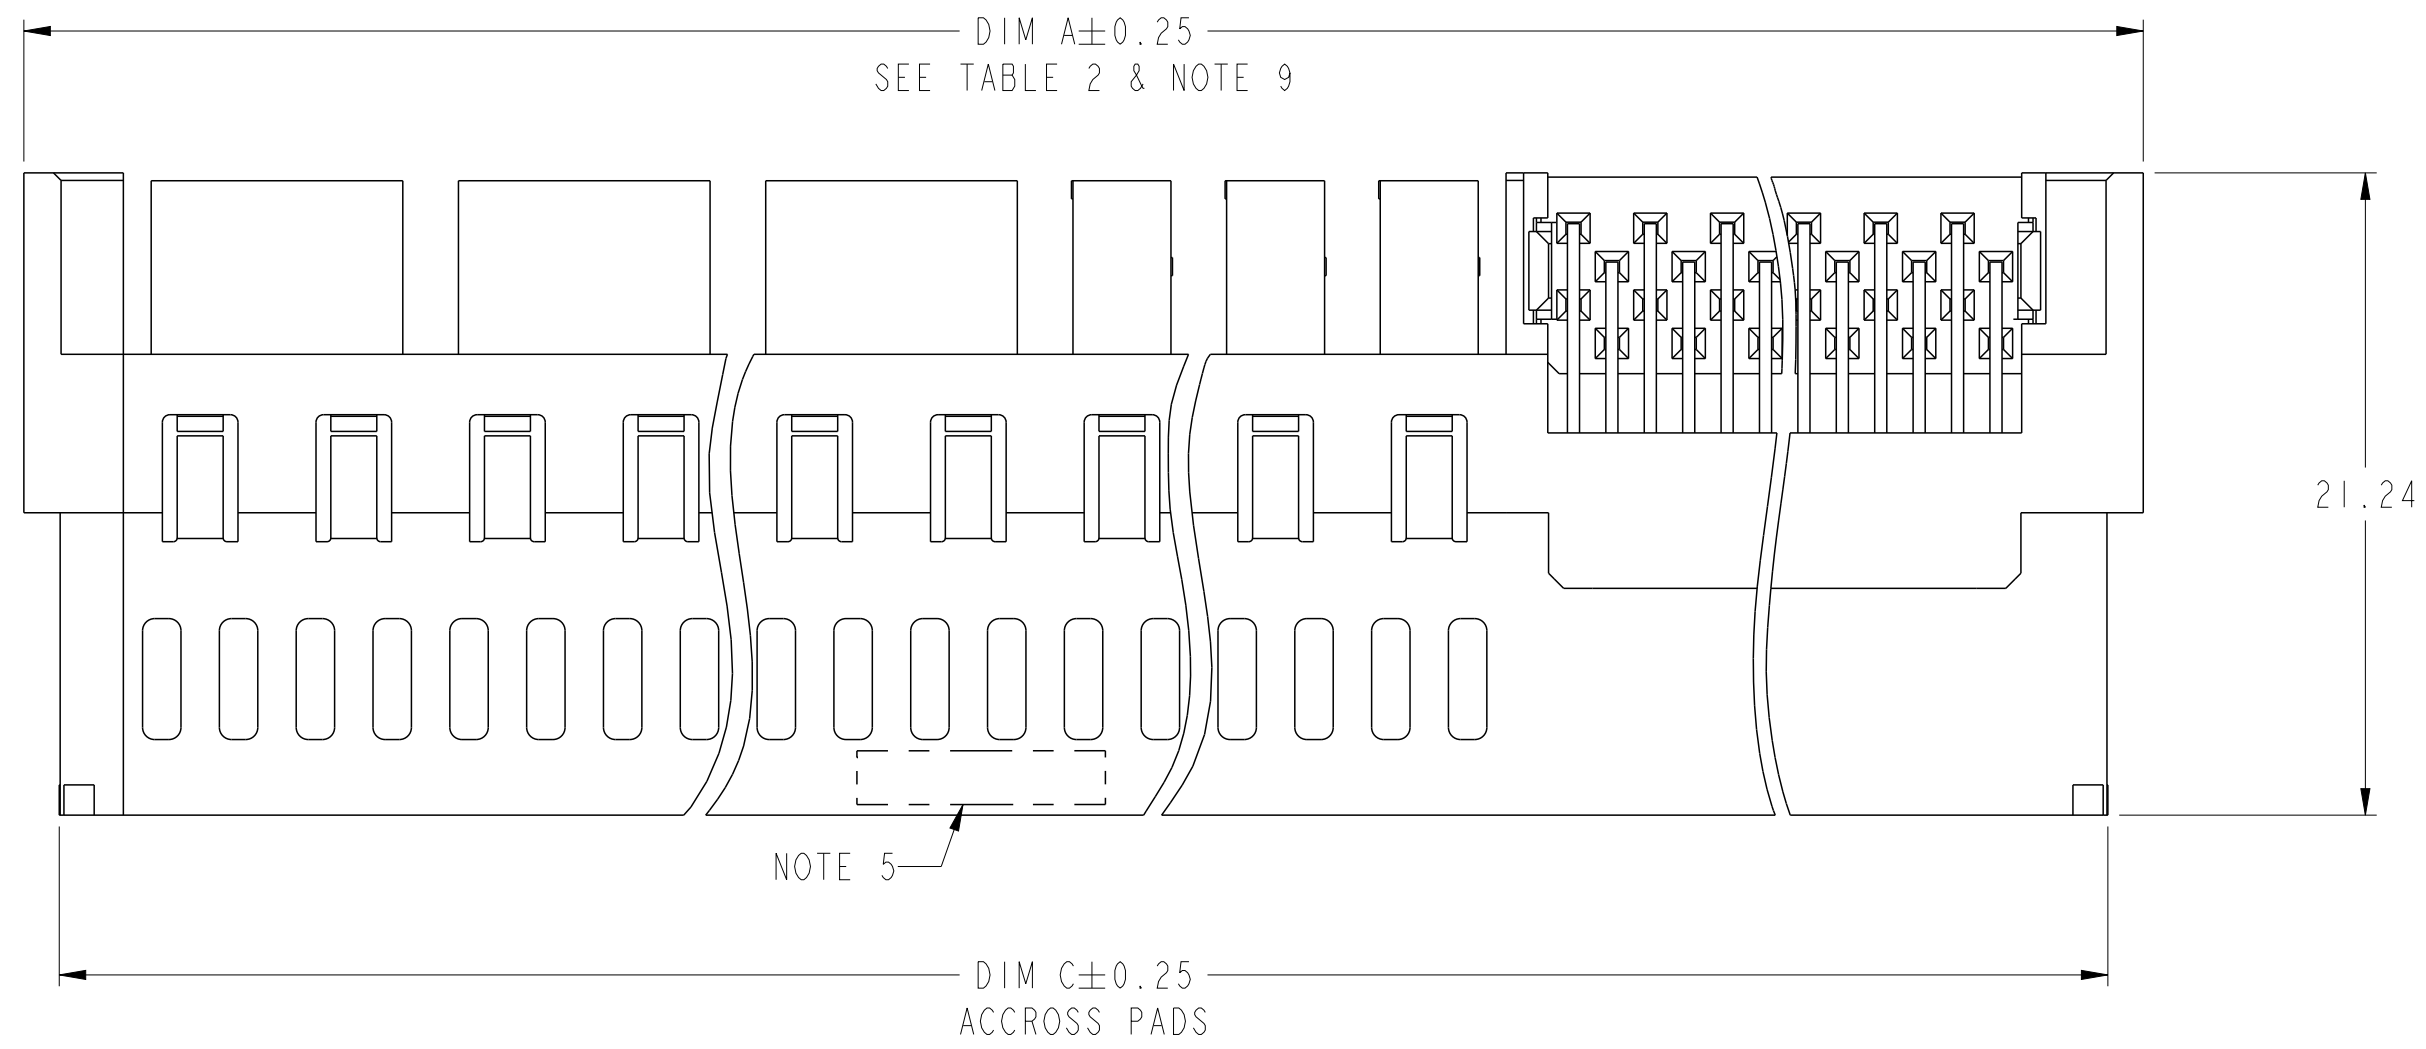 DIM A±0.25
SEE TABLE 2 & NOTE 9
21.24
NOTE 5
DIM C±0.25
ACCROSS PADS